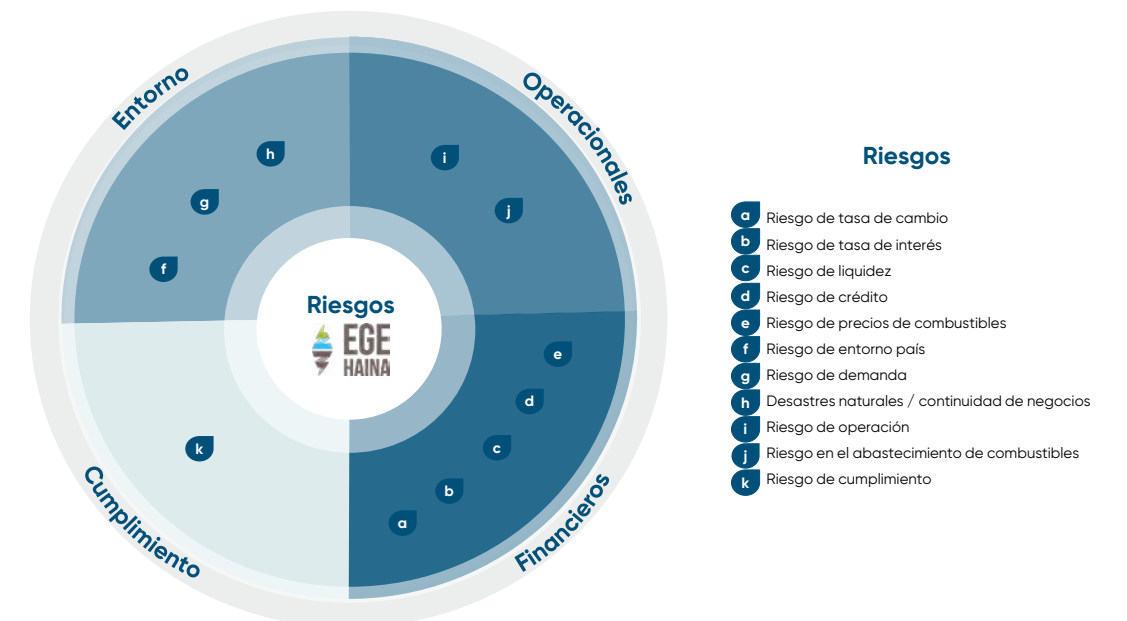 Entorno
Operacionales
h
i
g
j
f
Riesgos
EGE
HAINA
e
d
k
c
b
a
Cumplimiento
Financieros
Riesgos
a Riesgo de tasa de cambio
b Riesgo de tasa de interés
c Riesgo de liquidez
d Riesgo de crédito
e Riesgo de precios de combustibles
f Riesgo de entorno país
g Riesgo de demanda
h Desastres naturales / continuidad de negocios
i Riesgo de operación
j Riesgo en el abastecimiento de combustibles
k Riesgo de cumplimiento